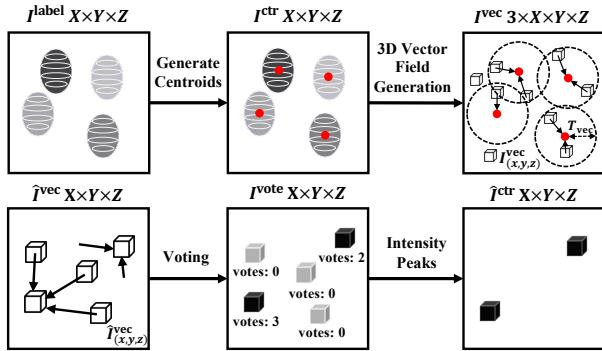 I^label X×Y×Z
Generate
Centroids
I^ctr X×Y×Z
3D Vector
Field
Generation
I^vec 3×X×Y×Z
T_vec
I^vec_(x,y,z)
Î^vec X×Y×Z
Î^vec_(x,y,z)
Voting
I^vote X×Y×Z
votes: 0
votes: 2
votes: 0
votes: 3
votes: 0
Intensity
Peaks
Î^ctr X×Y×Z